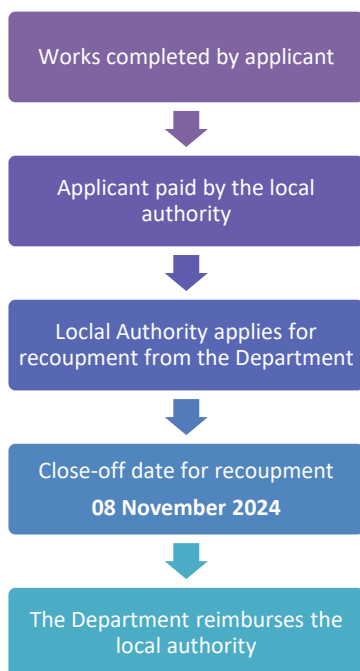 Works completed by applicant
Applicant paid by the local
authority
Loclal Authority applies for
recoupment from the Department
Close-off date for recoupment
08 November 2024
The Department reimburses the
local authority